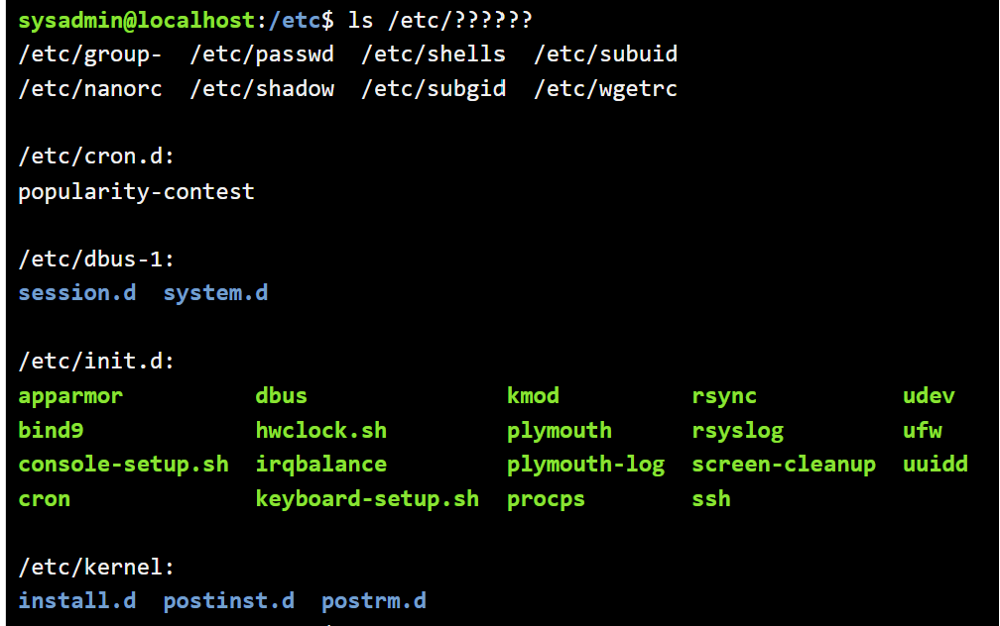 sysadmin@localhost:/etc$ ls /etc/??????
/etc/group-  /etc/passwd  /etc/shells  /etc/subuid
/etc/nanorc  /etc/shadow  /etc/subgid  /etc/wgetrc
/etc/cron.d:
popularity-contest
/etc/dbus-1:
session.d  system.d
/etc/init.d:
apparmor          dbus              kmod          rsync           udev
bind9             hwclock.sh        plymouth      rsyslog         ufw
console-setup.sh  irqbalance        plymouth-log  screen-cleanup  uuidd
cron              keyboard-setup.sh  procps        ssh
/etc/kernel:
install.d  postinst.d  postrm.d